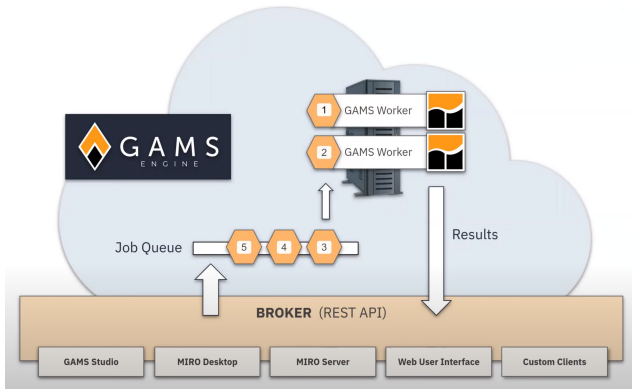 1 GAMS Worker
GAMS
ENGINE
2 GAMS Worker
Job Queue 5 4 3
Results
BROKER (REST API)
GAMS Studio
MIRO Desktop
MIRO Server
Web User Interface
Custom Clients